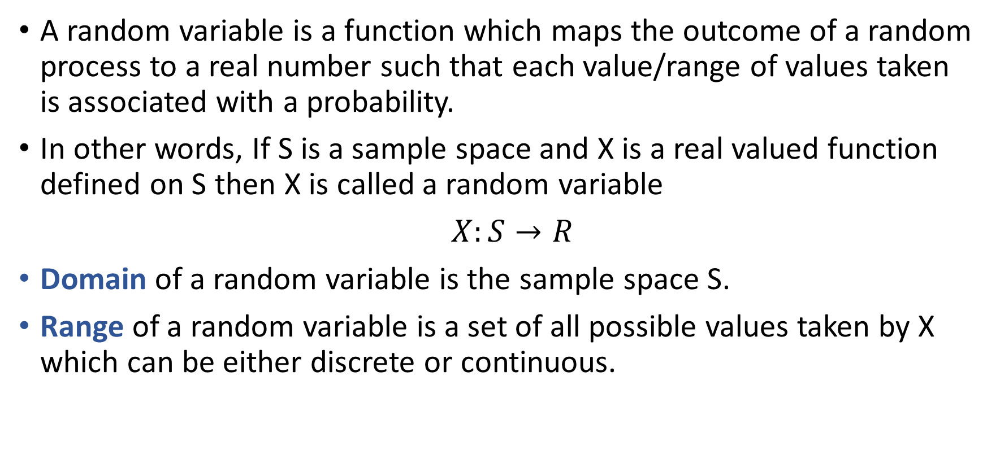 • A random variable is a function which maps the outcome of a random
process to a real number such that each value/range of values taken
is associated with a probability.
• In other words, If S is a sample space and X is a real valued function
defined on S then X is called a random variable
X: S → R
• Domain of a random variable is the sample space S.
• Range of a random variable is a set of all possible values taken by X
which can be either discrete or continuous.